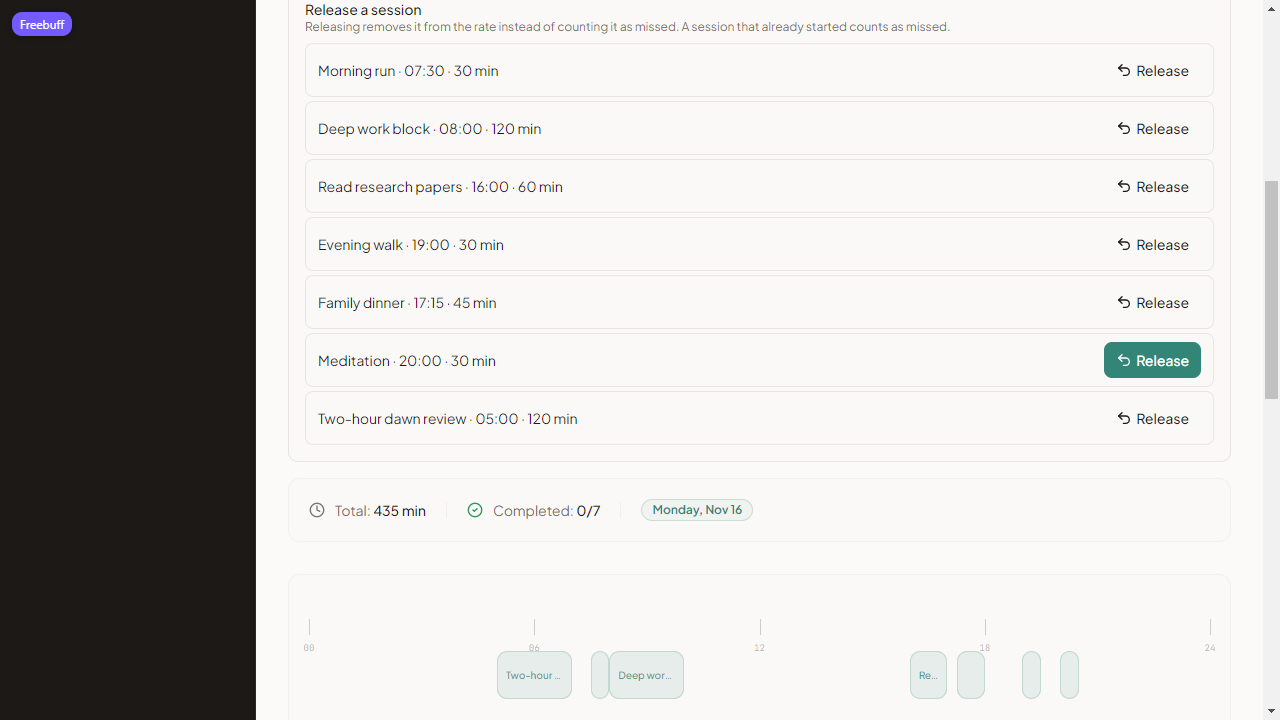 Freebuff
Release a session
Releasing removes it from the rate instead of counting it as missed. A session that already started counts as missed.
Morning run · 07:30 · 30 min
Release
Deep work block · 08:00 · 120 min
Release
Read research papers · 16:00 · 60 min
Release
Evening walk · 19:00 · 30 min
Release
Family dinner · 17:15 · 45 min
Release
Meditation · 20:00 · 30 min
Release
Two-hour dawn review · 05:00 · 120 min
Release
Total: 435 min
Completed: 0/7
Monday, Nov 16
00 06 12 18 24
Two-hour ... Deep wor... Re...